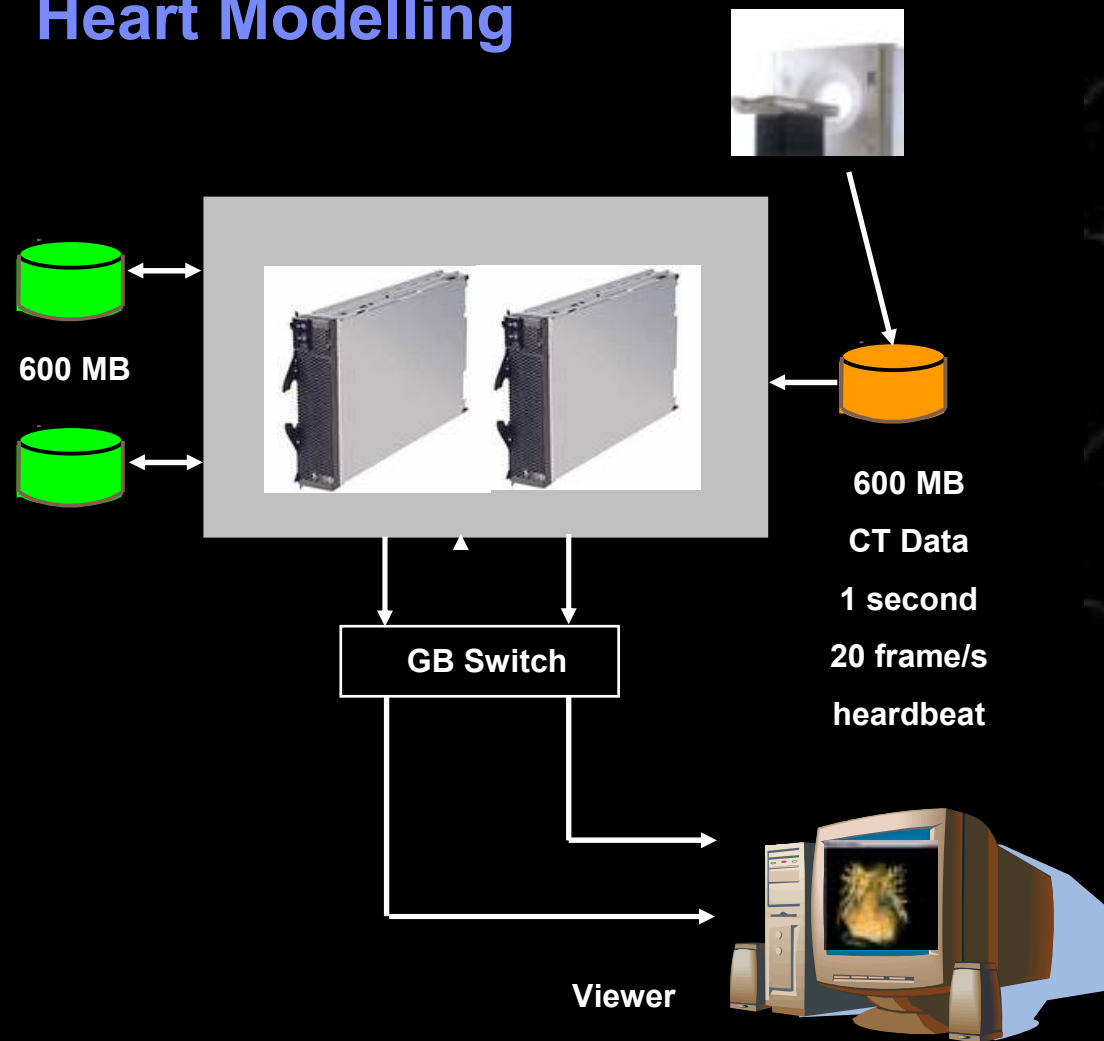 Heart Modelling
600 MB
600 MB
CT Data
1 second
20 frame/s
heardbeat
GB Switch
Viewer